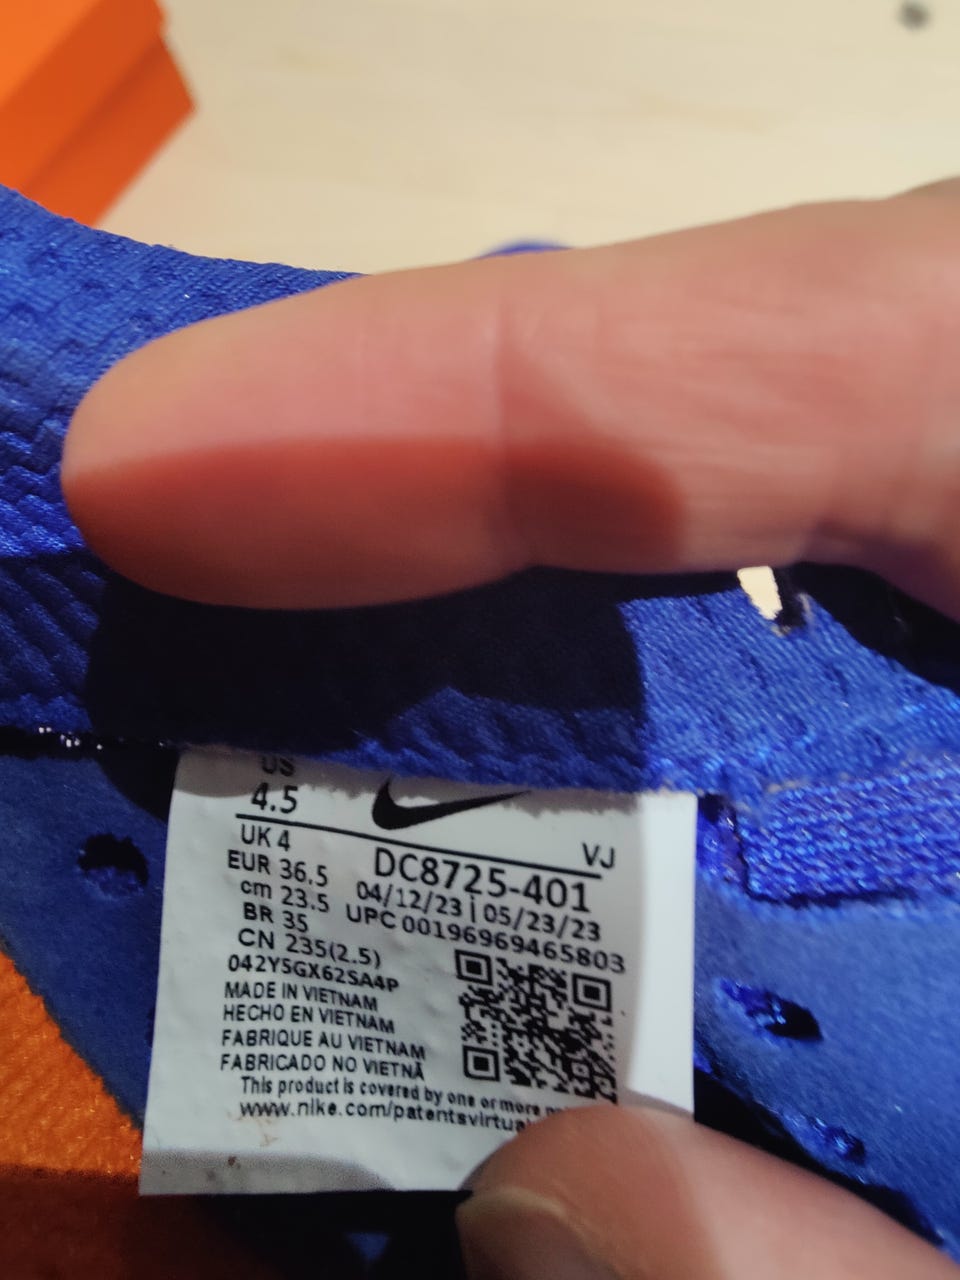 US
4.5
VJ
UK 4
DC8725-401
EUR 36.5
04/12/23 | 05/23/23
cm 23.5
UPC 00196969465803
BR 35
CN 235(2.5)
042Y5GX62SA4P
MADE IN VIETNAM
HECHO EN VIETNAM
FABRIQUE AU VIETNAM
FABRICADO NO VIETNÃ
This product is covered by one or more
www.nike.com/patentsvirtual